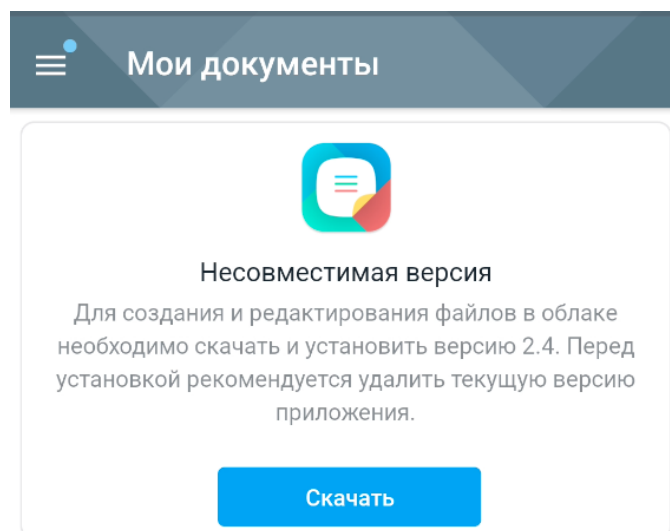 Мои документы
Несовместимая версия
Для создания и редактирования файлов в облаке
необходимо скачать и установить версию 2.4. Перед
установкой рекомендуется удалить текущую версию
приложения.
Скачать